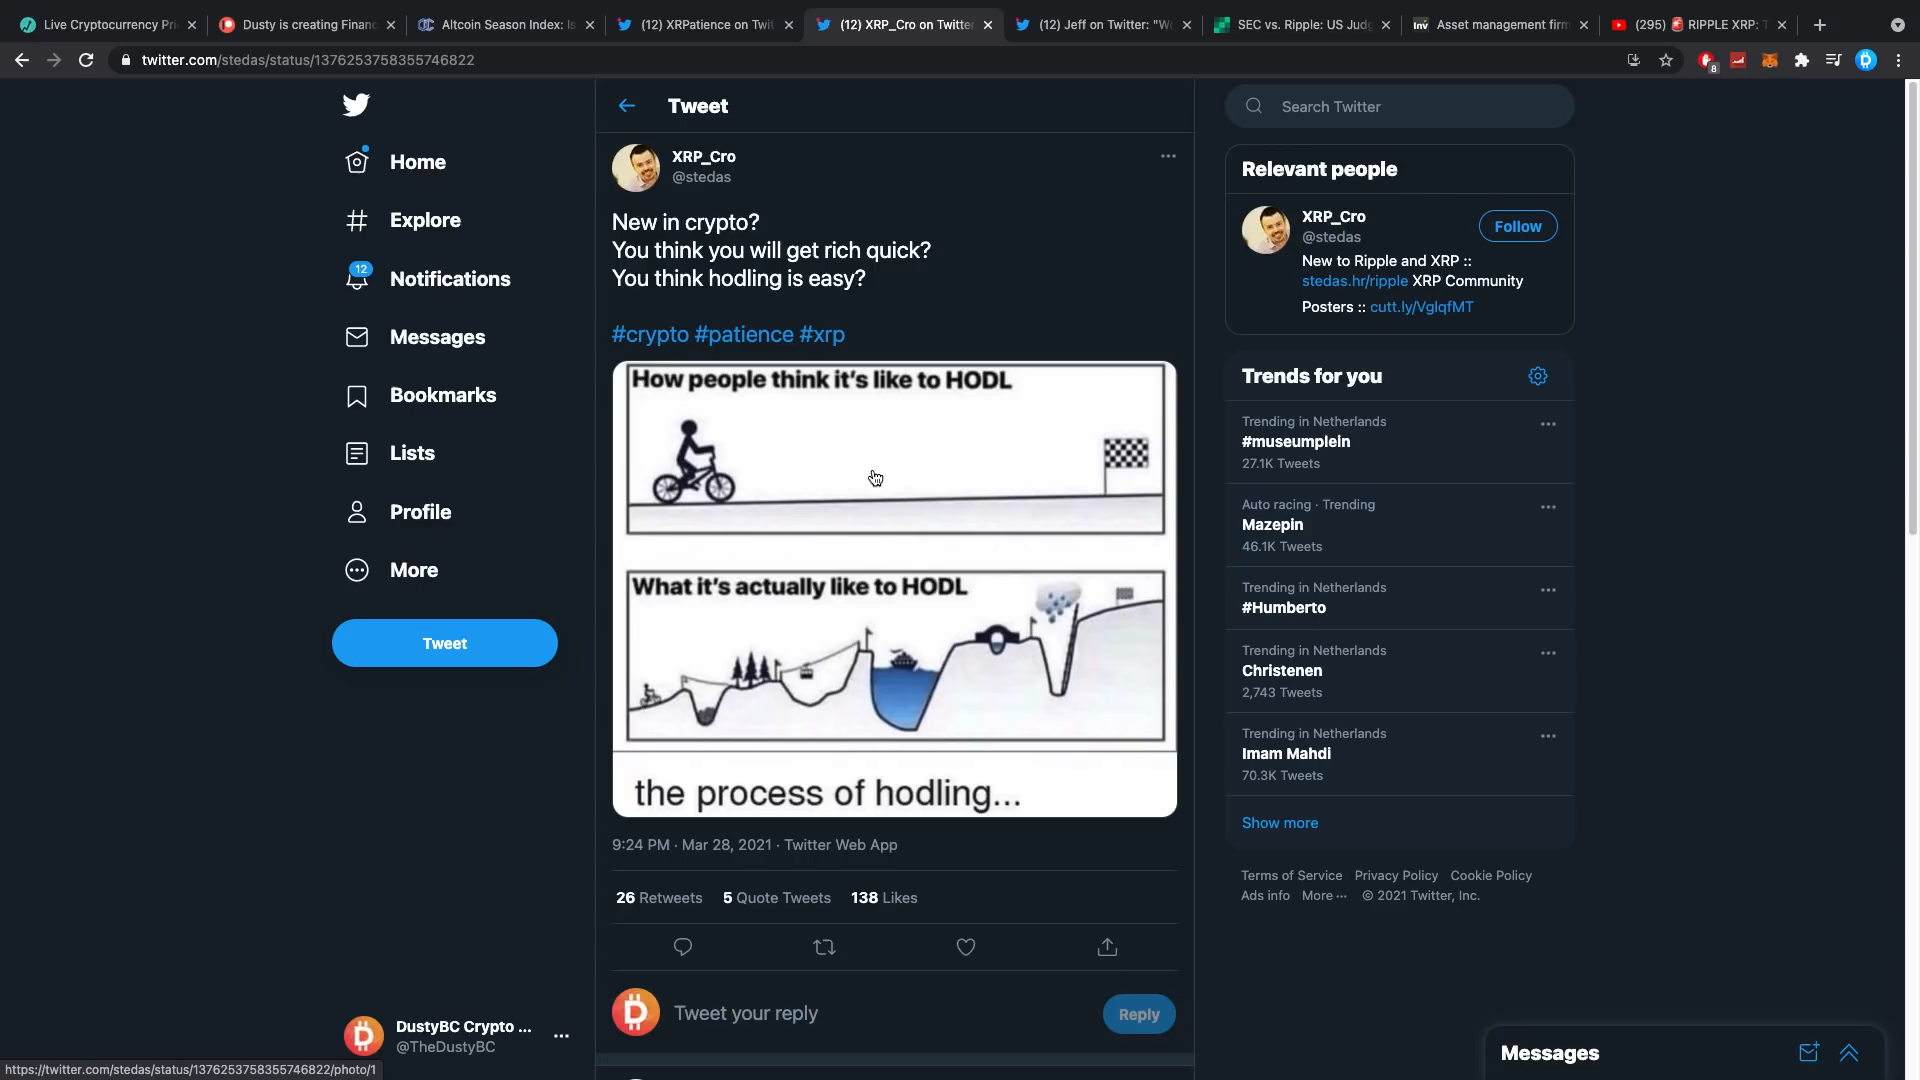 Live Cryptocurrency Pri
Dusty is creating Financ
Altcoin Season Index: Is
(12) XRPatience on Twit
(12) XRP_Cro on Twitter
(12) Jeff on Twitter: "We
SEC vs. Ripple: US Judg
Inv
Asset management firm
(295) 🚨 RIPPLE XRP: T
twitter.com/stedas/status/1376253758355746822
8
Home
Explore
12
Notifications
Messages
Bookmarks
Lists
Profile
More
Tweet
DustyBC Crypto ...
@TheDustyBC
https://twitter.com/stedas/status/1376253758355746822/photo/1
Tweet
XRP_Cro
@stedas
New in crypto?
You think you will get rich quick?
You think hodling is easy?
#crypto #patience #xrp
How people think it's like to HODL
What it's actually like to HODL
the process of hodling...
9:24 PM · Mar 28, 2021 · Twitter Web App
26 Retweets 5 Quote Tweets 138 Likes
Tweet your reply
Reply
Search Twitter
Relevant people
XRP_Cro
@stedas
Follow
New to Ripple and XRP ::
stedas.hr/ripple XRP Community
Posters :: cutt.ly/VglqfMT
Trends for you
Trending in Netherlands
#museumplein
27.1K Tweets
Auto racing · Trending
Mazepin
46.1K Tweets
Trending in Netherlands
#Humberto
Trending in Netherlands
Christenen
2,743 Tweets
Trending in Netherlands
Imam Mahdi
70.3K Tweets
Show more
Terms of Service Privacy Policy Cookie Policy
Ads info More ··· © 2021 Twitter, Inc.
Messages